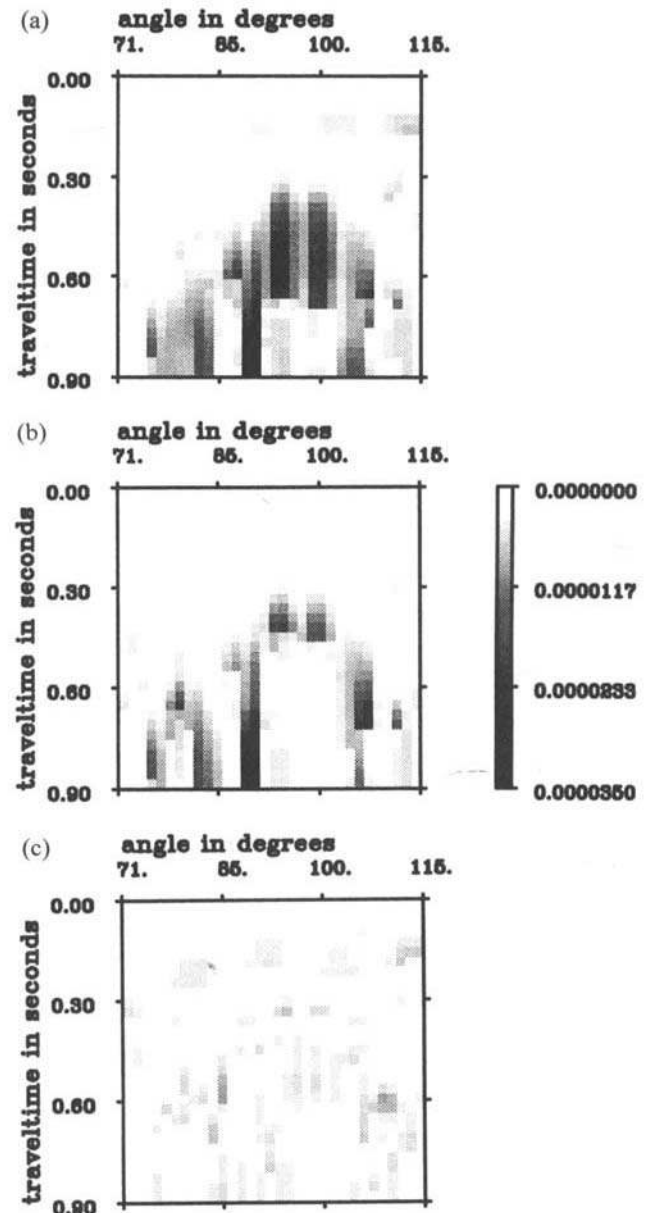 (a)
angle in degrees
71. 85. 100. 115.
traveltime in seconds
0.00
0.30
0.60
0.90
(b)
angle in degrees
71. 85. 100. 115.
traveltime in seconds
0.00
0.30
0.60
0.90
0.0000000
0.0000117
0.0000233
0.0000350
(c)
angle in degrees
71. 85. 100. 115.
traveltime in seconds
0.00
0.30
0.60
0.90